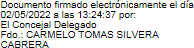 Documento firmado electrónicamente el día
02/05/2022 a las 13:24:37 por:
El Concejal Delegado
Fdo.: CARMELO TOMAS SILVERA
CABRERA